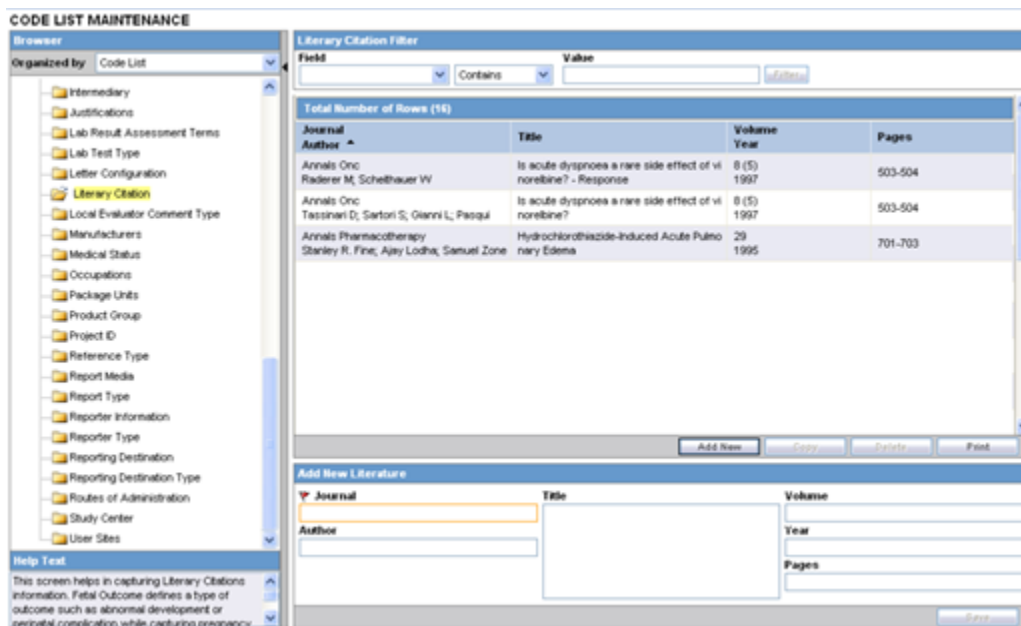 CODE LIST MAINTENANCE
Browser
Organized by Code List
Intermediary
Justifications
Lab Result Assessment Terms
Lab Test Type
Letter Configuration
Literary Citation
Local Evaluator Comment Type
Manufacturers
Medical Status
Occupations
Package Units
Product Group
Project ID
Reference Type
Report Media
Report Type
Reporter Information
Reporter Type
Reporting Destination
Reporting Destination Type
Routes of Administration
Study Center
User Sites
Help Text
This screen helps in capturing Literary Citations
information. Fetal Outcome defines a type of
outcome such as abnormal development or
perinatal complication while capturing pregnancy
Literary Citation Filter
Field Value
Contains Filter
Total Number of Rows (16)
Journal Title Volume Pages
Author Year
Annals Onc Is acute dyspnoea a rare side effect of vi 8 (5) 503-504
Raderer M; Scheithauer W norelbine? - Response 1997
Annals Onc Is acute dyspnoea a rare side effect of vi 8 (5) 503-504
Tassinari D; Sartori S; Gianni L; Pasqui norelbine? 1997
Annals Pharmacotherapy Hydrochlorothiazide-Induced Acute Pulmo 29 701-703
Stanley R. Fine; Ajay Lodha; Samuel Zone nary Edema 1995
Add New Copy Delete Print
Add New Literature
Journal Title Volume
Author Year
Pages
Save